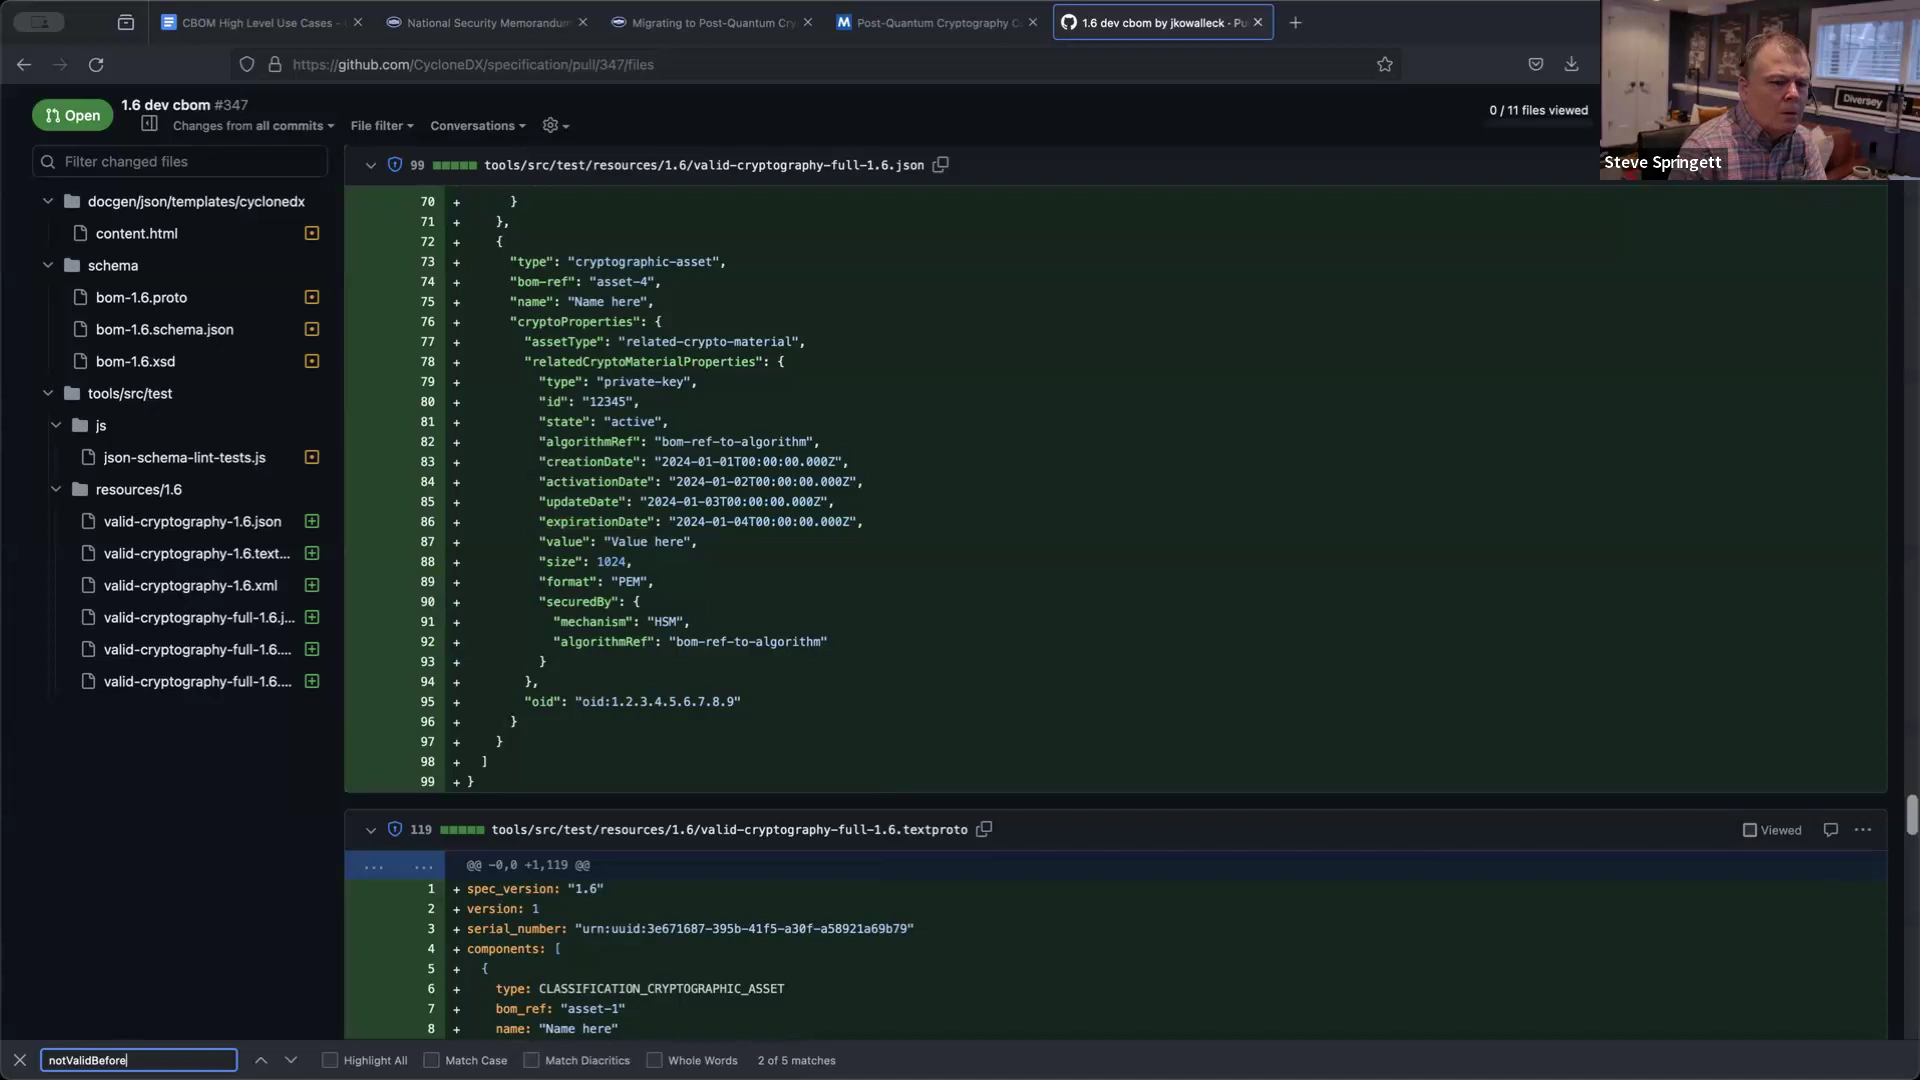 CBOM High Level Use Cases -
National Security Memorandum
Migrating to Post-Quantum Cry
Post-Quantum Cryptography C
1.6 dev cbom by jkowalleck · Pu
https://github.com/CycloneDX/specification/pull/347/files
Open
1.6 dev cbom #347
Changes from all commits
File filter
Conversations
0 / 11 files viewed
Diversey
Steve Springett
Filter changed files
docgen/json/templates/cyclonedx
content.html
schema
bom-1.6.proto
bom-1.6.schema.json
bom-1.6.xsd
tools/src/test
js
json-schema-lint-tests.js
resources/1.6
valid-cryptography-1.6.json
valid-cryptography-1.6.text...
valid-cryptography-1.6.xml
valid-cryptography-full-1.6.j...
valid-cryptography-full-1.6....
valid-cryptography-full-1.6....
99 tools/src/test/resources/1.6/valid-cryptography-full-1.6.json
70 + }
71 + },
72 + {
73 + "type": "cryptographic-asset",
74 + "bom-ref": "asset-4",
75 + "name": "Name here",
76 + "cryptoProperties": {
77 + "assetType": "related-crypto-material",
78 + "relatedCryptoMaterialProperties": {
79 + "type": "private-key",
80 + "id": "12345",
81 + "state": "active",
82 + "algorithmRef": "bom-ref-to-algorithm",
83 + "creationDate": "2024-01-01T00:00:00.000Z",
84 + "activationDate": "2024-01-02T00:00:00.000Z",
85 + "updateDate": "2024-01-03T00:00:00.000Z",
86 + "expirationDate": "2024-01-04T00:00:00.000Z",
87 + "value": "Value here",
88 + "size": 1024,
89 + "format": "PEM",
90 + "securedBy": {
91 + "mechanism": "HSM",
92 + "algorithmRef": "bom-ref-to-algorithm"
93 + }
94 + },
95 + "oid": "oid:1.2.3.4.5.6.7.8.9"
96 + }
97 + }
98 + ]
99 + }
119 tools/src/test/resources/1.6/valid-cryptography-full-1.6.textproto
Viewed
@@ -0,0 +1,119 @@
1 + spec_version: "1.6"
2 + version: 1
3 + serial_number: "urn:uuid:3e671687-395b-41f5-a30f-a58921a69b79"
4 + components: [
5 + {
6 + type: CLASSIFICATION_CRYPTOGRAPHIC_ASSET
7 + bom_ref: "asset-1"
8 + name: "Name here"
notValidBefore
Highlight All
Match Case
Match Diacritics
Whole Words
2 of 5 matches